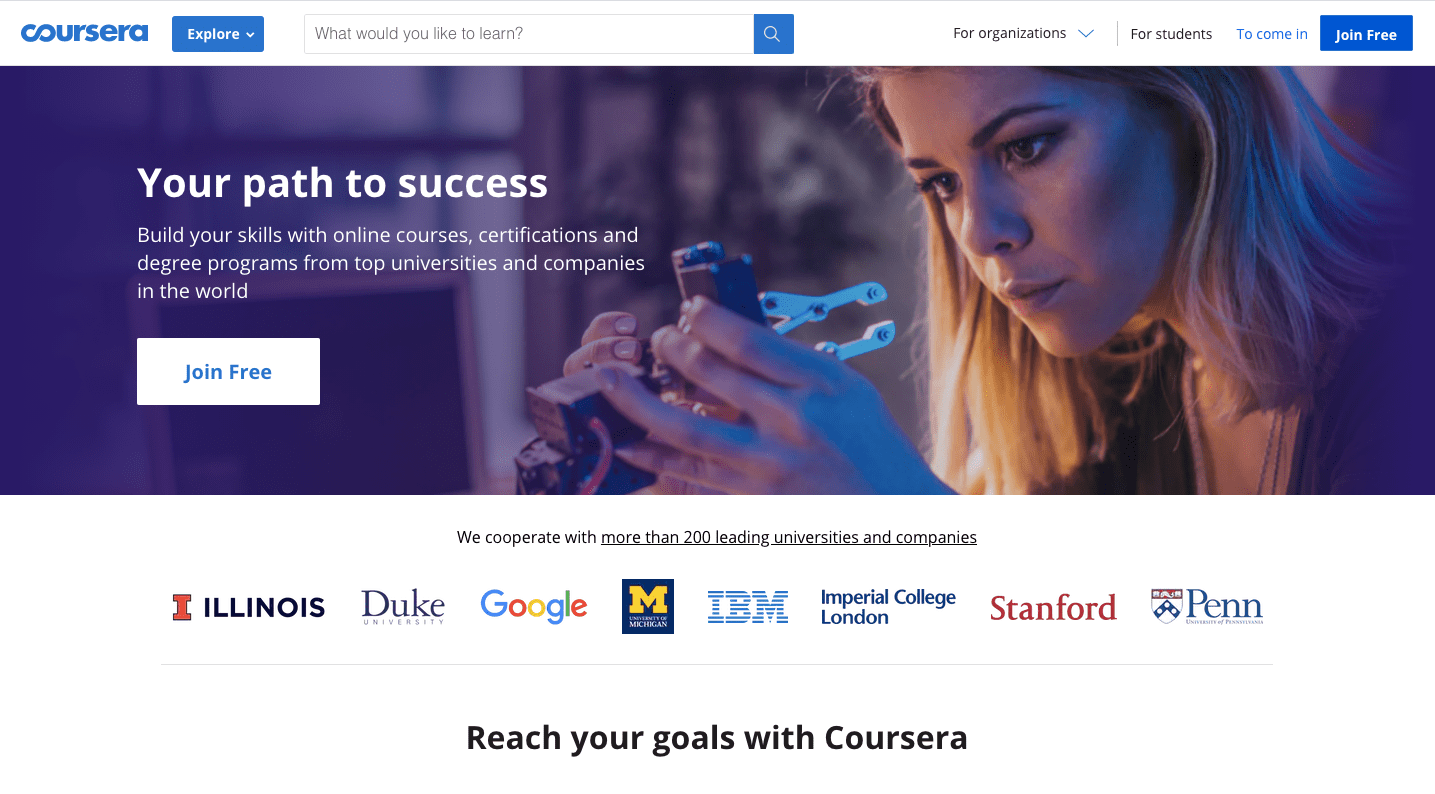 coursera
Explore
What would you like to learn?
For organizations
For students
To come in
Join Free
Your path to success
Build your skills with online courses, certifications and
degree programs from top universities and companies
in the world
Join Free
We cooperate with more than 200 leading universities and companies
I ILLINOIS
Duke
UNIVERSITY
Google
M
UNIVERSITY OF
MICHIGAN
IBM
Imperial College
London
Stanford
Penn
UNIVERSITY OF PENNSYLVANIA
Reach your goals with Coursera